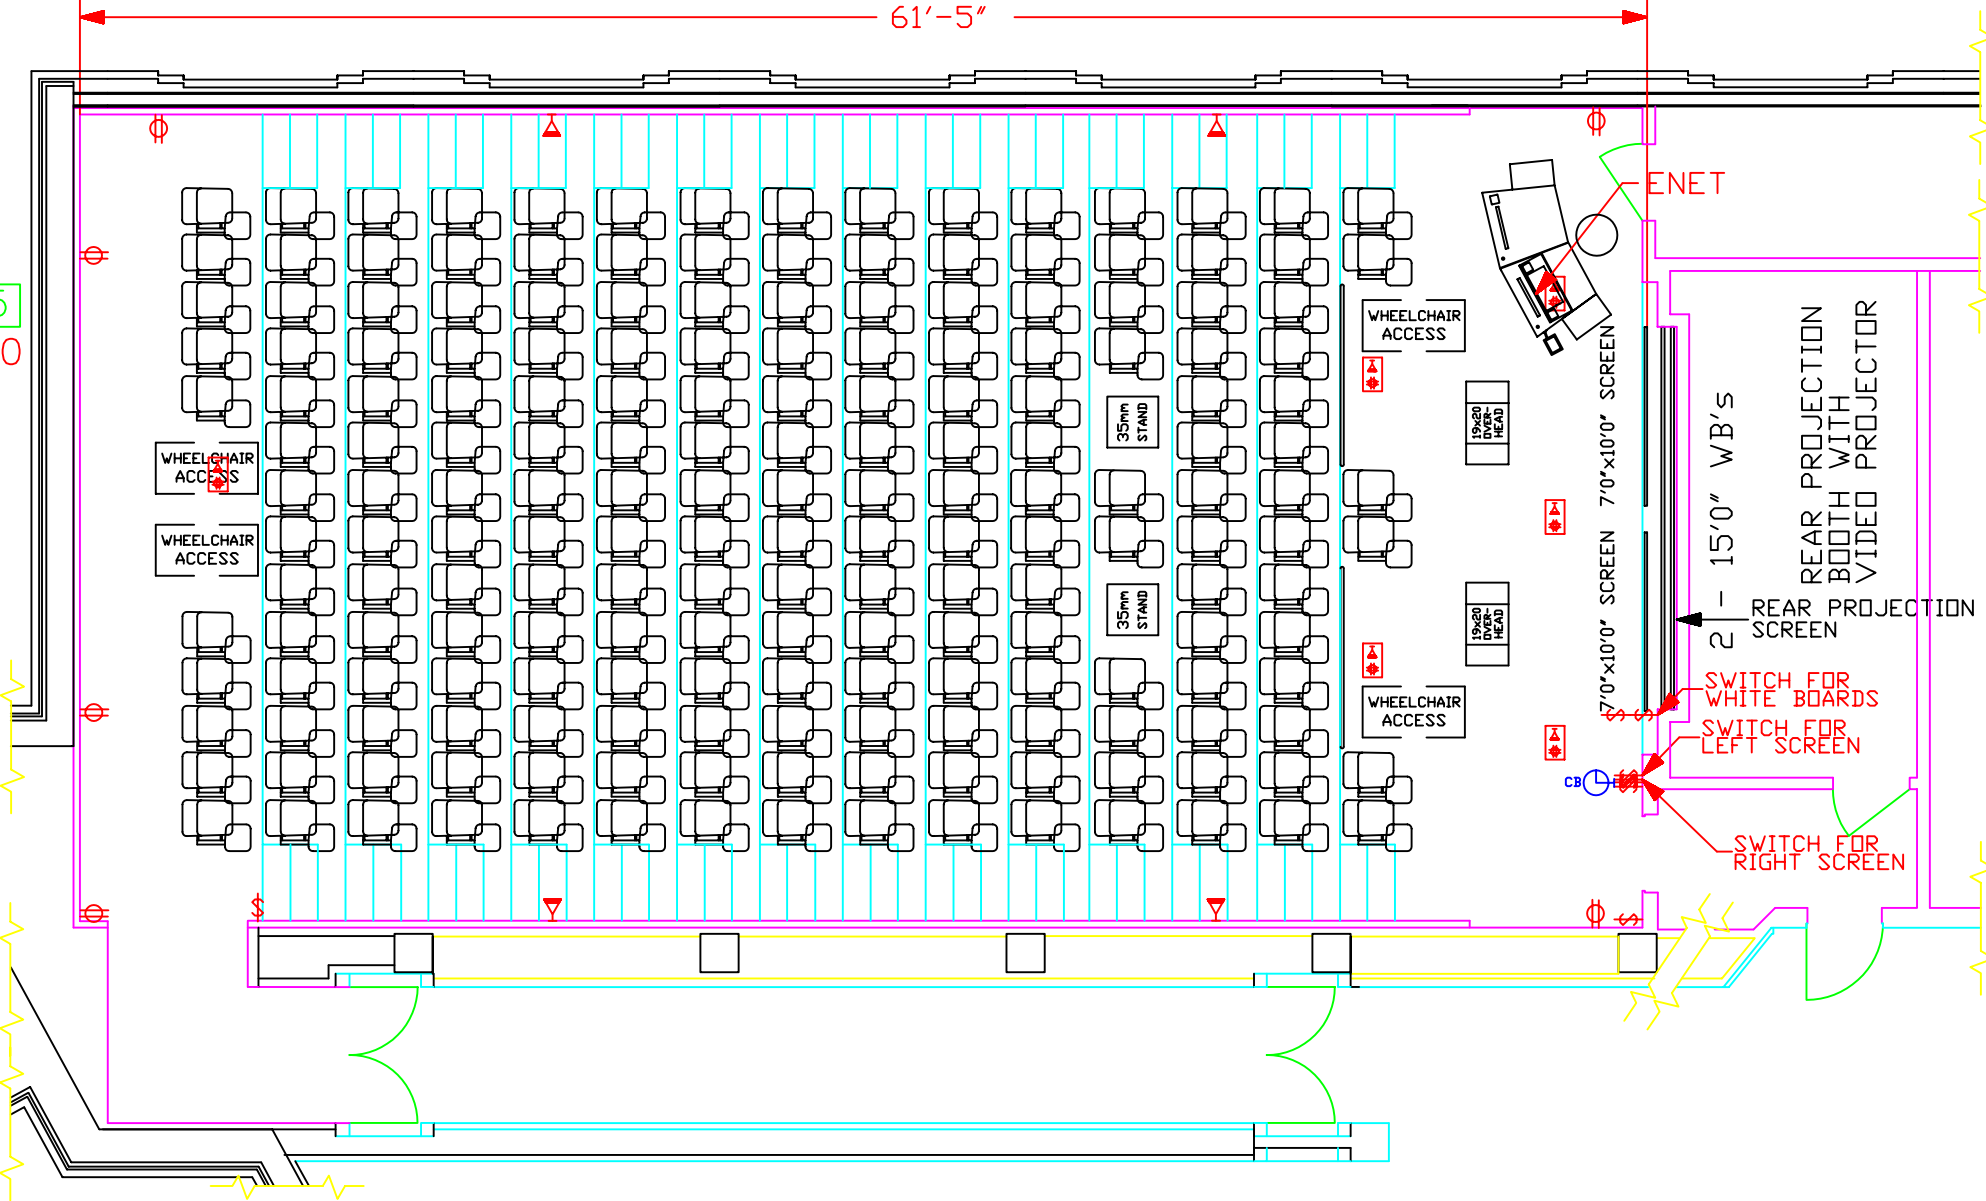 61'-5"
ENET
WHEELCHAIR
ACCESS
WHEELCHAIR
ACCESS
WHEELCHAIR
ACCESS
WHEELCHAIR
ACCESS
35mm
STAND
35mm
STAND
19x20
OVER-
HEAD
19x20
OVER-
HEAD
7'0"x10'0" SCREEN
7'0"x10'0" SCREEN
2 - 15'0" WB's
REAR PROJECTION
BOOTH WITH
VIDEO PROJECTOR
REAR PROJECTION
SCREEN
SWITCH FOR
WHITE BOARDS
SWITCH FOR
LEFT SCREEN
CB
SWITCH FOR
RIGHT SCREEN
S
S